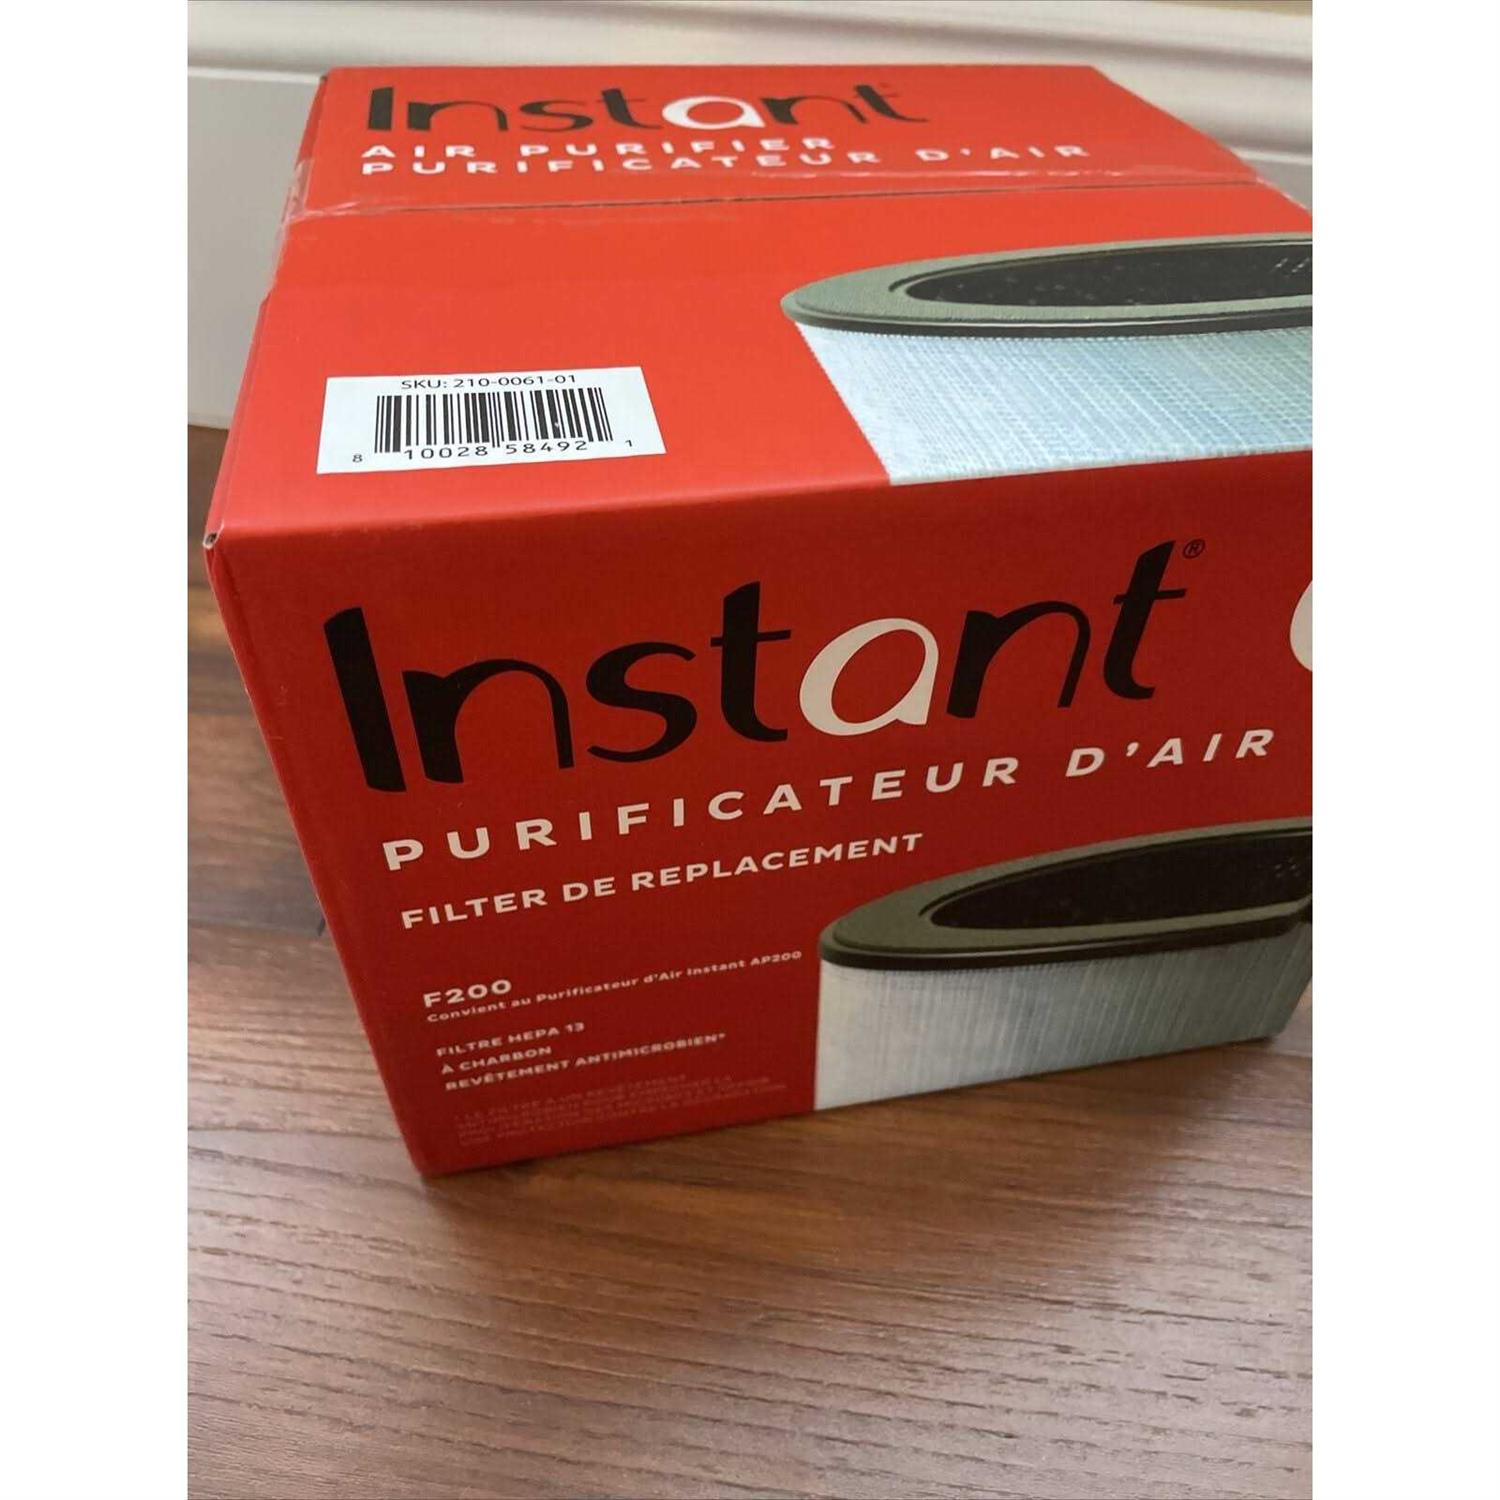 Instant
AIR PURIFIER
PURIFICATEUR D'AIR
SKU: 210-0061-01
8 10028 58492 1
Instant®
PURIFICATEUR D'AIR
FILTER DE REPLACEMENT
F200
Convient au Purificateur d'Air Instant AP200
FILTRE HEPA 13
À CHARBON
REVÊTEMENT ANTIMICROBIEN*